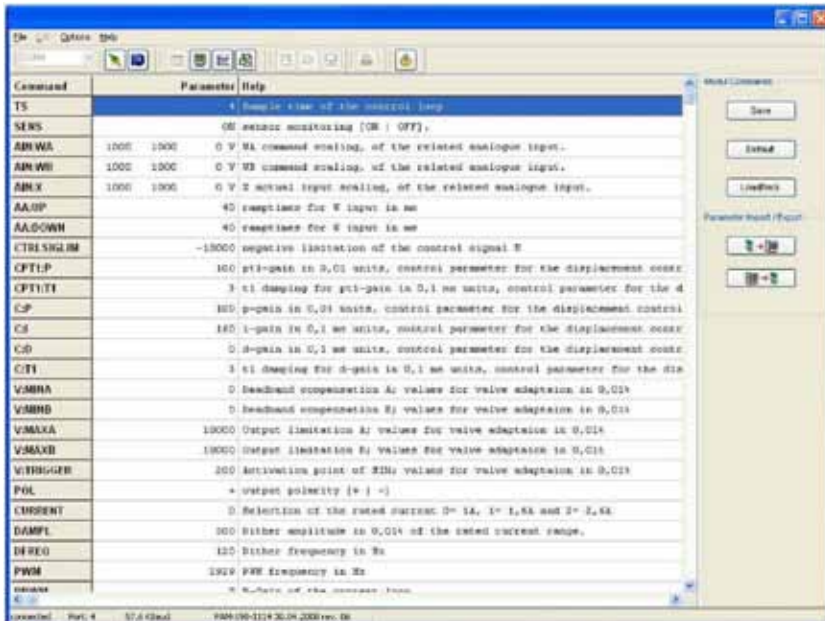 File Options Help
Command Parameter Help
TS 4 Sample time of the control loop
SENS ON sensor monitoring [ON | OFF].
AIN:WA 1000 1000 0 V WA command scaling, of the related analogue input.
AIN:WB 1000 1000 0 V WB command scaling, of the related analogue input.
AIN:X 1000 1000 0 V X actual input scaling, of the related analogue input.
AA:UP 40 ramptimes for W input in ms
AA:DOWN 40 ramptimes for W input in ms
CTRLSIGLIM -10000 negative limitation of the control signal
CPT1:P 100 pt1-gain in 0,01 units, control parameter for the displacement contr
CPT1:T1 3 t1 damping for pt1-gain in 0,1 ms units, control parameter for the d
C:P p-gain in 0,01 units, control parameter for the displacement control
C:I i-gain in 0,1 ms units, control parameter for the displacement contr
C:D 0 d-gain in 0,1 ms units, control parameter for the displacement contr
C:T1 3 t1 damping for d-gain in 0,1 ms units, control parameter for the dis
V:MINA 0 Deadband compensation A; values for valve adaptaion in 0,01%
V:MINB 0 Deadband compensation B; values for valve adaptaion in 0,01%
V:MAXA 10000 Output limitation A; values for valve adaptaion in 0,01%
V:MAXB 10000 Output limitation B; values for valve adaptaion in 0,01%
V:TRIGGER 200 Activation point of MIN; values for valve adaptaion in 0,01%
POL + output polarity [+ | -]
CURRENT 0 Selection of the rated current 0= 1A, 1= 1,6A and 2= 2,6A
DAMPL Dither amplitude in 0,01% of the rated current range.
DFREQ Dither frequency in Hz
PWM PWM frequency in Hz
of the current loop
Modul Commands
Save
Default
LoadBack
Parameter Import / Export
connected Port: 4 57,6 KBaud